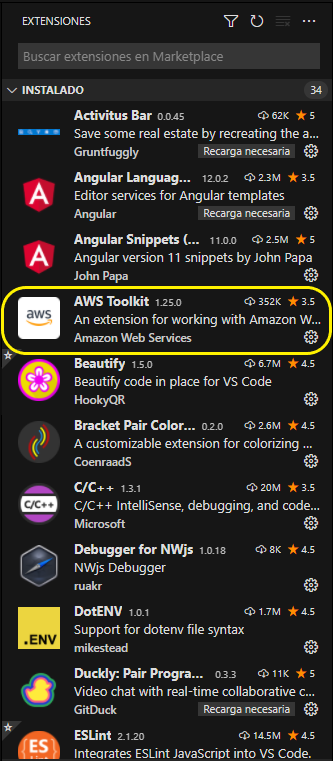 EXTENSIONES
Buscar extensiones en Marketplace
INSTALADO 34
Activitus Bar 0.0.45 62K 5
Save some real estate by recreating the a...
Gruntfuggly Recarga necesaria
Angular Languag... 12.0.2 2.3M 3.5
Editor services for Angular templates
Angular Recarga necesaria
Angular Snippets (... 11.0.0 2.5M 5
Angular version 11 snippets by John Papa
John Papa
aws
AWS Toolkit 1.25.0 352K 3.5
An extension for working with Amazon W...
Amazon Web Services
Beautify 1.5.0 6.7M 4.5
Beautify code in place for VS Code
HookyQR
Bracket Pair Color... 0.2.0 2.6M 4.5
A customizable extension for colorizing ...
CoenraadS
C/C++
C/C++ 1.3.1 20M 3.5
C/C++ IntelliSense, debugging, and code...
Microsoft
Debugger for NWjs 1.0.18 8K 4.5
NWjs Debugger
ruakr
.ENV
DotENV 1.0.1 1.7M 4.5
Support for dotenv file syntax
mikestead
Duckly: Pair Progra... 0.3.3 11K 5
Video chat with real-time collaborative c...
GitDuck Recarga necesaria
ES
ESLint 2.1.20 14.5M 4.5
Integrates ESLint JavaScript into VS Code.